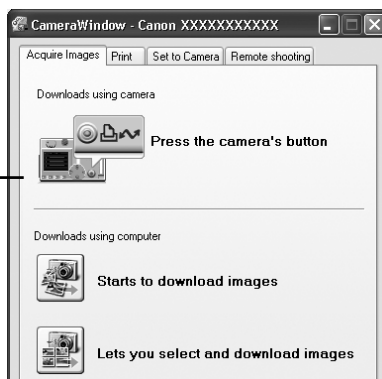 CameraWindow - Canon XXXXXXXXXXX
Acquire Images Print Set to Camera Remote shooting
Downloads using camera
Press the camera's button
Downloads using computer
Starts to download images
Lets you select and download images